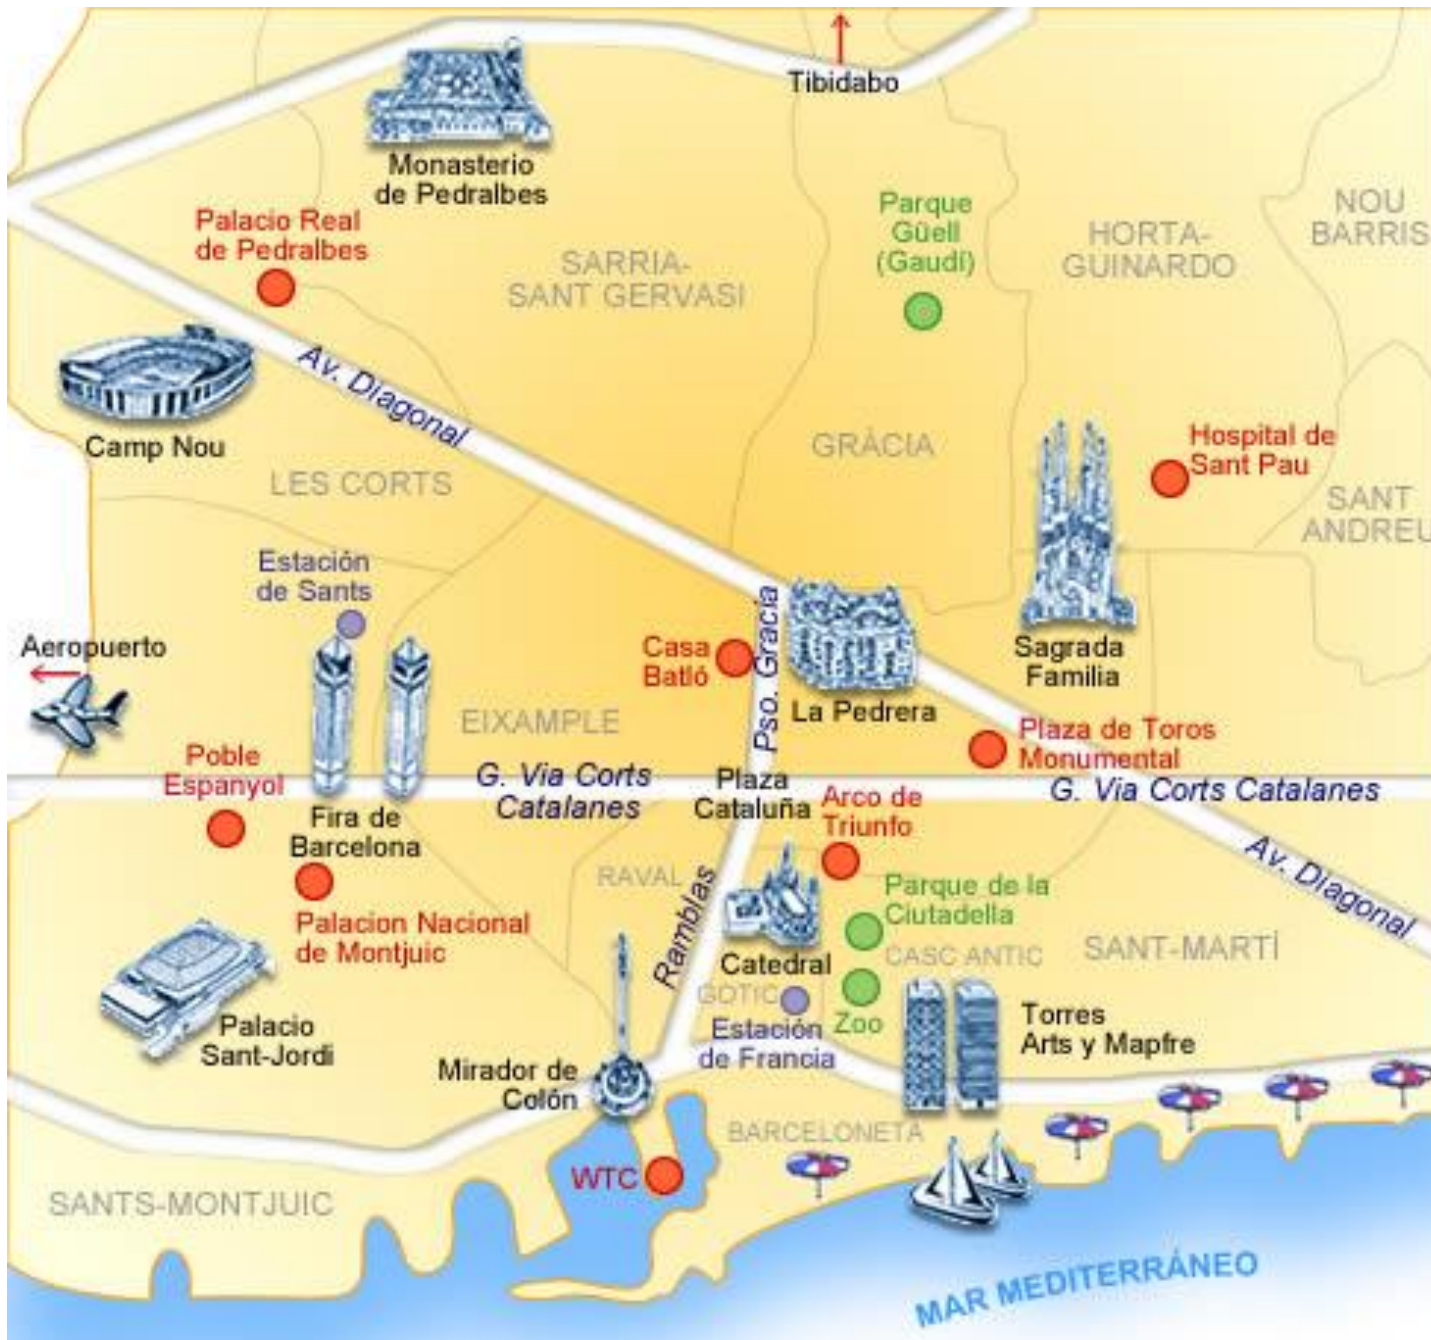 Tibidabo
Monasterio
de Pedralbes
Palacio Real
de Pedralbes
Parque
Güell
(Gaudí)
NOU
BARRIS
HORTA-
GUINARDO
SARRIA-
SANT GERVASI
Av. Diagonal
Camp Nou
LES CORTS
GRÀCIA
Hospital de
Sant Pau
SANT
ANDREU
Estación
de Sants
Aeropuerto
Casa
Batló
Pso. Gracia
Sagrada
Familia
La Pedrera
EIXAMPLE
Plaza de Toros
Monumental
Poble
Espanyol
G. Via Corts
Catalanes
Plaza
Cataluña
G. Via Corts Catalanes
Arco de
Triunfo
Fira de
Barcelona
RAVAL
Ramblas
Av. Diagonal
Parque de la
Ciutadella
Palacion Nacional
de Montjuic
CASC ANTIC
SANT-MARTÍ
Catedral
GOTIC
Zoo
Estación
de Francia
Torres
Arts y Mapfre
Palacio
Sant-Jordi
Mirador de
Colón
BARCELONETA
WTC
SANTS-MONTJUIC
MAR MEDITERRÁNEO